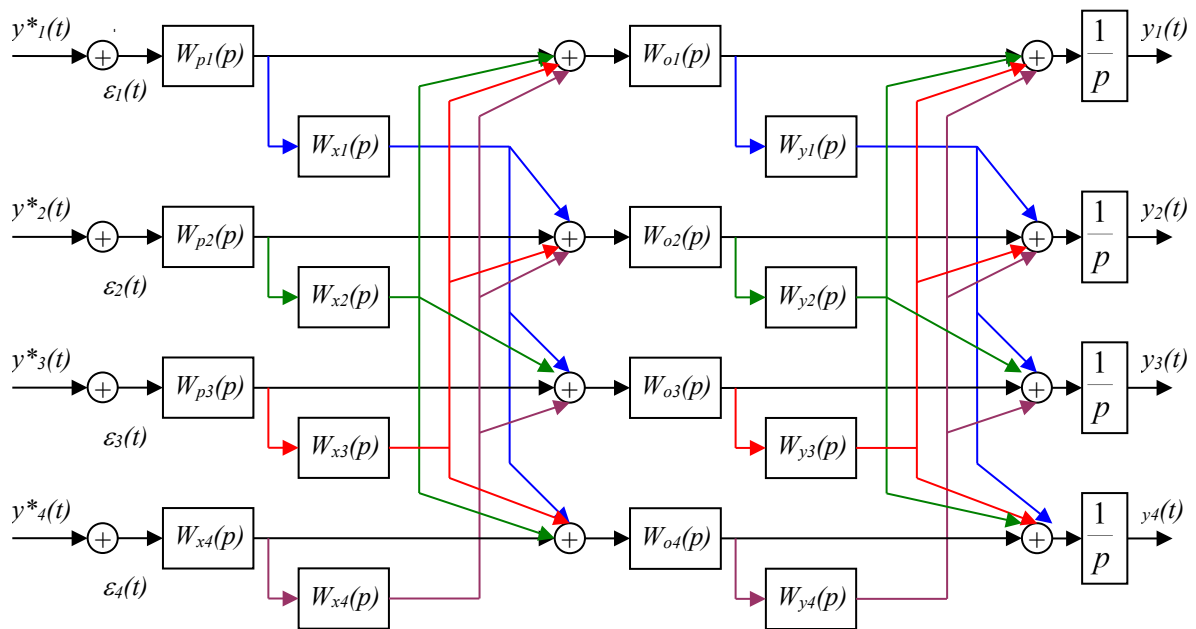 y*1(t) Wp1(p) Wo1(p) 1/p y1(t)
ε1(t)
Wx1(p) Wy1(p)
y*2(t) Wp2(p) Wo2(p) 1/p y2(t)
ε2(t)
Wx2(p) Wy2(p)
y*3(t) Wp3(p) Wo3(p) 1/p y3(t)
ε3(t)
Wx3(p) Wy3(p)
y*4(t) Wx4(p) Wo4(p) 1/p y4(t)
ε4(t)
Wx4(p) Wy4(p)